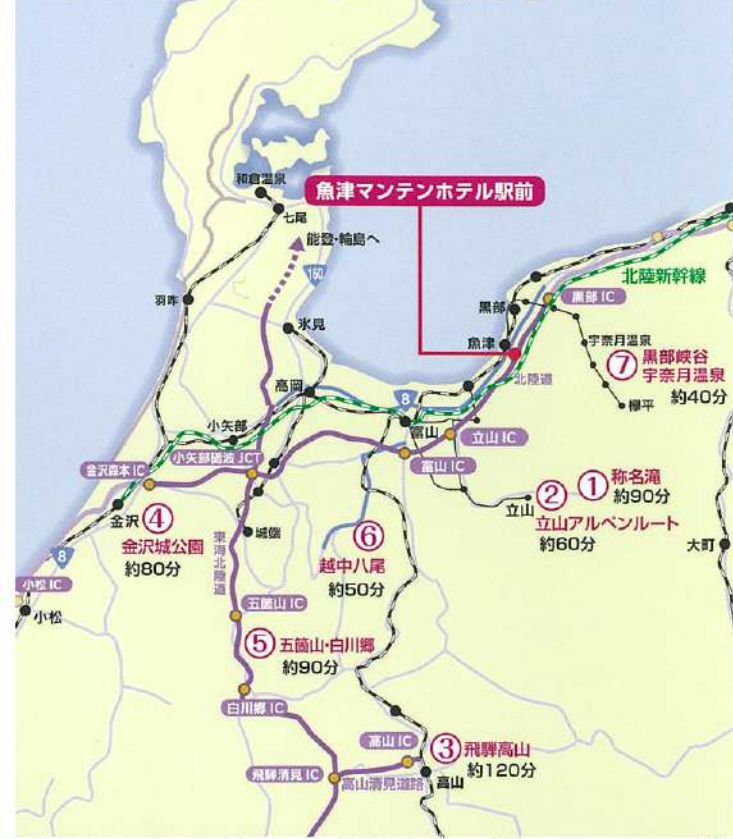 和倉温泉
七尾
魚津マンテンホテル駅前
能登・輪島へ
160
北陸新幹線
羽咋
氷見
黒部
黒部IC
魚津
宇奈月温泉
⑦
黒部峡谷
宇奈月温泉
約40分
欅平
北陸道
高岡
8
小矢部
富山
立山IC
小矢部砺波JCT
金沢森本IC
富山IC
①
称名滝
約90分
②
立山
立山アルペンルート
約60分
金沢
④
金沢城公園
約80分
城端
⑥
越中八尾
約50分
大町
8
東海北陸道
小松IC
小松
五箇山IC
⑤
五箇山・白川郷
約90分
白川郷IC
高山IC
③
飛騨高山
約120分
飛騨清見IC
高山清見道路
高山